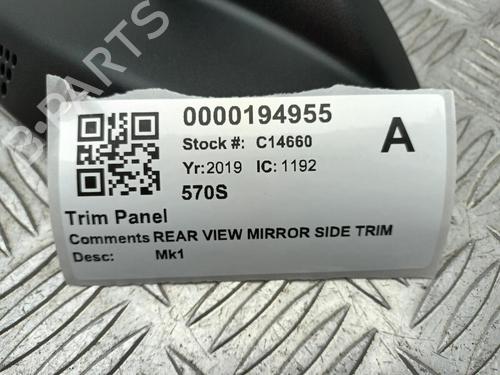 0000194955
Stock #: C14660
A
Yr:2019 IC: 1192
570S
Trim Panel
Comments REAR VIEW MIRROR SIDE TRIM
Desc: Mk1
B-PARTS